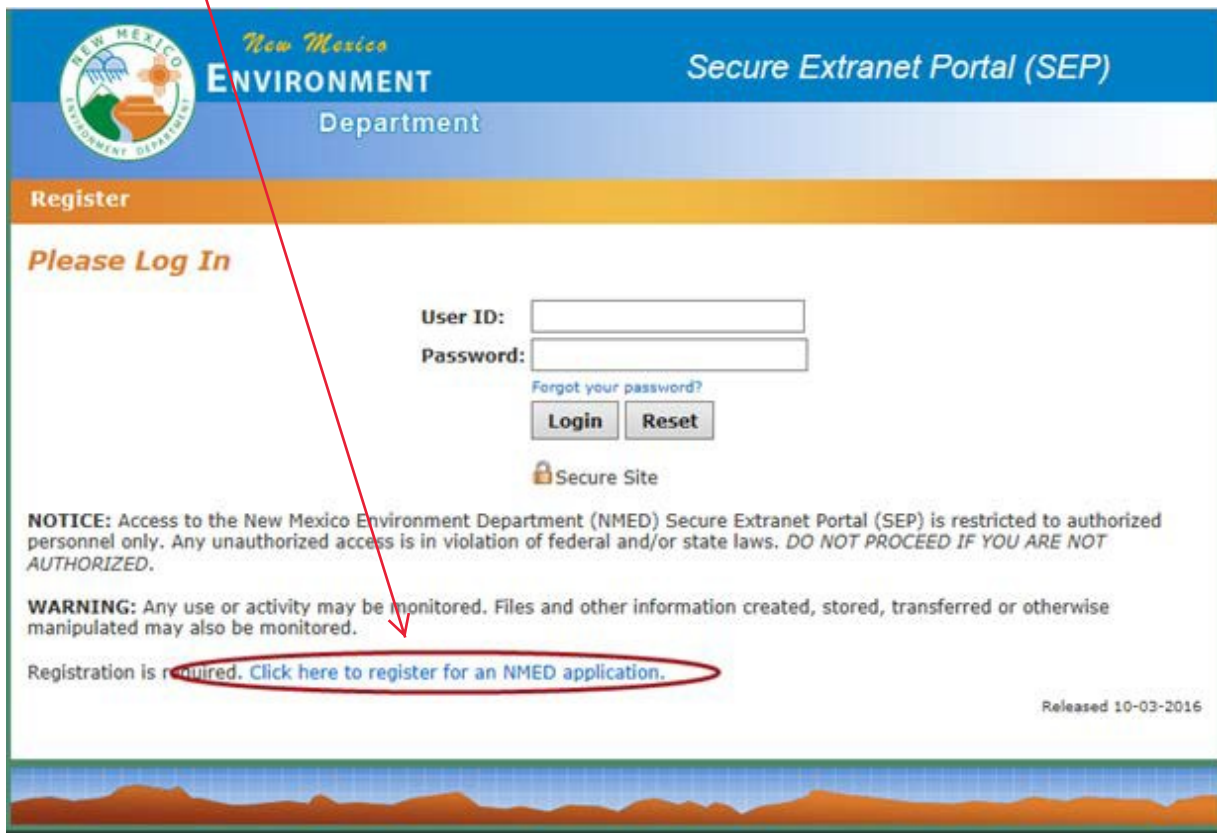 NEW MEXICO
ENVIRONMENT DEPARTMENT
New Mexico
ENVIRONMENT
Department
Secure Extranet Portal (SEP)
Register
Please Log In
User ID:
Password:
Forgot your password?
Login Reset
Secure Site
NOTICE: Access to the New Mexico Environment Department (NMED) Secure Extranet Portal (SEP) is restricted to authorized
personnel only. Any unauthorized access is in violation of federal and/or state laws. DO NOT PROCEED IF YOU ARE NOT
AUTHORIZED.
WARNING: Any use or activity may be monitored. Files and other information created, stored, transferred or otherwise
manipulated may also be monitored.
Registration is required. Click here to register for an NMED application.
Released 10-03-2016